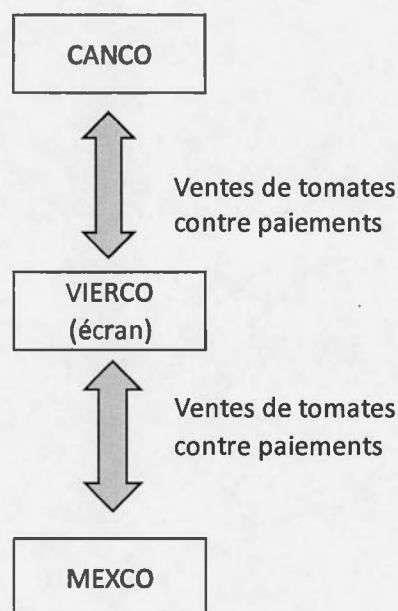 CANCO
Ventes de tomates
contre paiements
VIERCO
(écran)
Ventes de tomates
contre paiements
MEXCO